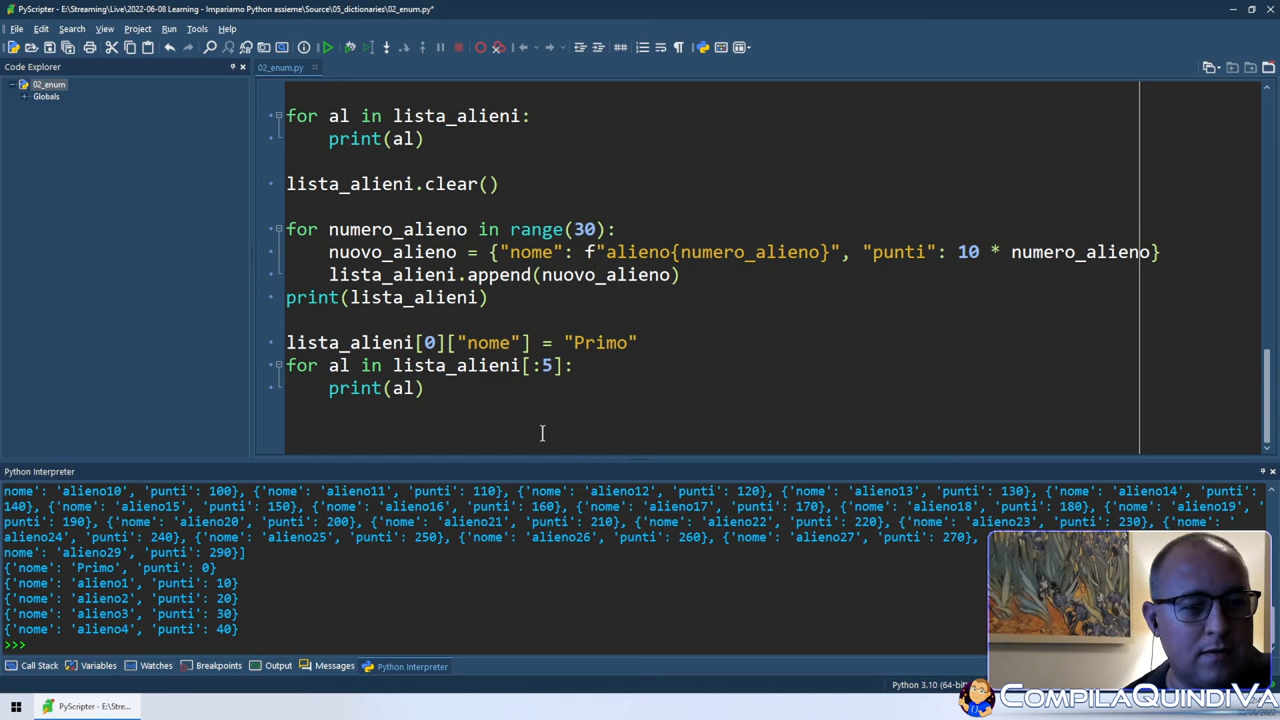 PyScripter - E:\Streaming\Live\2022-06-08 Learning - Impariamo Python assieme\Source\05_dictionaries\02_enum.py*
File Edit Search View Project Run Tools Help
Code Explorer
02_enum.py
02_enum
Globals
for al in lista_alieni:
print(al)
lista_alieni.clear()
for numero_alieno in range(30):
nuovo_alieno = {"nome": f"alieno{numero_alieno}", "punti": 10 * numero_alieno}
lista_alieni.append(nuovo_alieno)
print(lista_alieni)
lista_alieni[0]["nome"] = "Primo"
for al in lista_alieni[:5]:
print(al)
Python Interpreter
nome': 'alieno10', 'punti': 100}, {'nome': 'alieno11', 'punti': 110}, {'nome': 'alieno12', 'punti': 120}, {'nome': 'alieno13', 'punti': 130}, {'nome': 'alieno14', 'punti':
140}, {'nome': 'alieno15', 'punti': 150}, {'nome': 'alieno16', 'punti': 160}, {'nome': 'alieno17', 'punti': 170}, {'nome': 'alieno18', 'punti': 180}, {'nome': 'alieno19', '
punti': 190}, {'nome': 'alieno20', 'punti': 200}, {'nome': 'alieno21', 'punti': 210}, {'nome': 'alieno22', 'punti': 220}, {'nome': 'alieno23', 'punti': 230}, {'nome': '
alieno24', 'punti': 240}, {'nome': 'alieno25', 'punti': 250}, {'nome': 'alieno26', 'punti': 260}, {'nome': 'alieno27', 'punti': 270},
nome': 'alieno29', 'punti': 290}]
{'nome': 'Primo', 'punti': 0}
{'nome': 'alieno1', 'punti': 10}
{'nome': 'alieno2', 'punti': 20}
{'nome': 'alieno3', 'punti': 30}
{'nome': 'alieno4', 'punti': 40}
>>>
Call Stack Variables Watches Breakpoints Output Messages Python Interpreter
Python 3.10 (64-bit)
PyScripter - E:\Stre...
COMPILAQUINDIVA